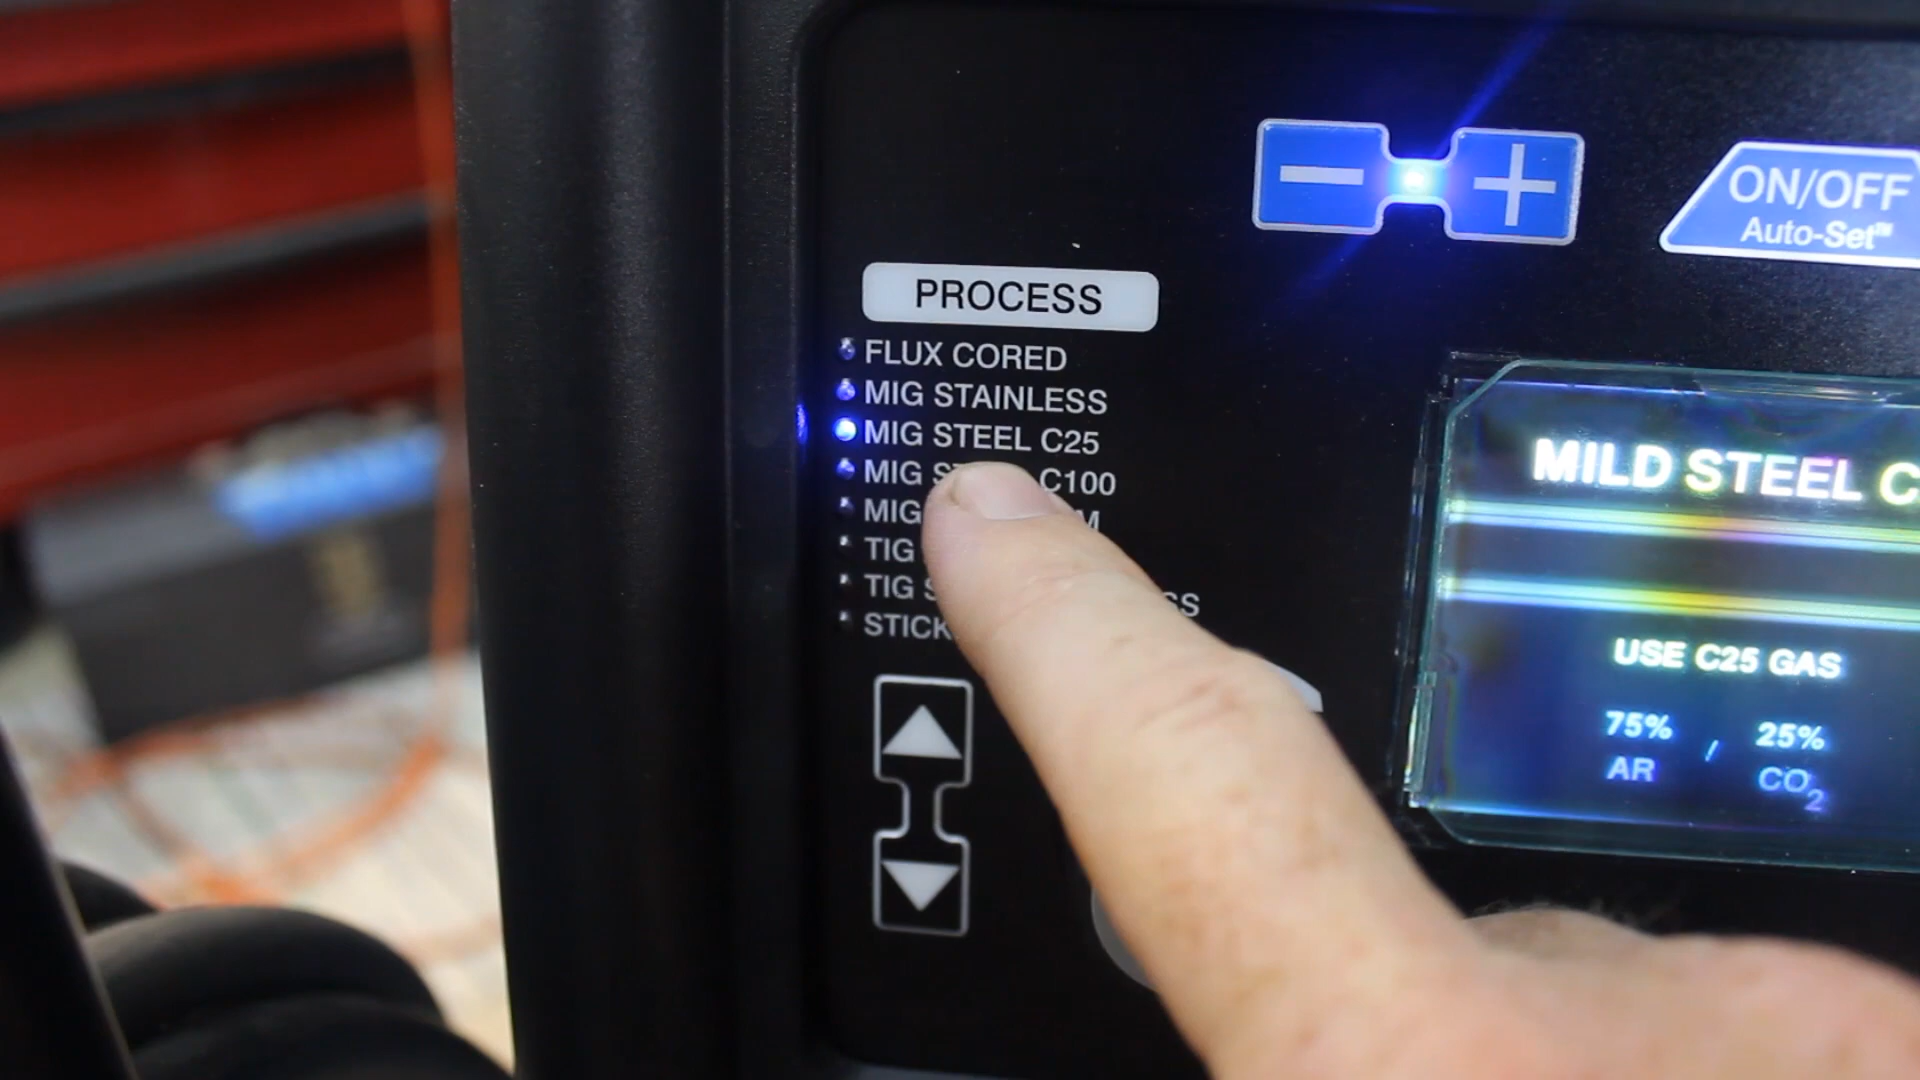 ON/OFF
Auto-Set™
PROCESS
FLUX CORED
MIG STAINLESS
MIG STEEL C25
MIG C100
MIG
TIG
TIG
STICK
MILD STEEL C
USE C25 GAS
75% / 25%
AR CO2